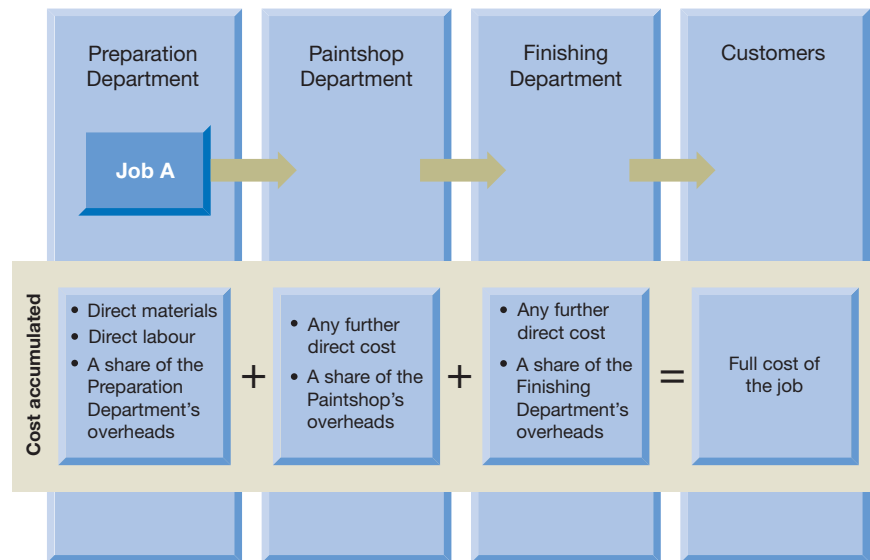 Preparation
Department
Paintshop
Department
Finishing
Department
Customers
Job A
Cost accumulated
• Direct materials
• Direct labour
• A share of the
Preparation
Department's
overheads
+
• Any further
direct cost
• A share of the
Paintshop's
overheads
+
• Any further
direct cost
• A share of the
Finishing
Department's
overheads
=
Full cost of
the job